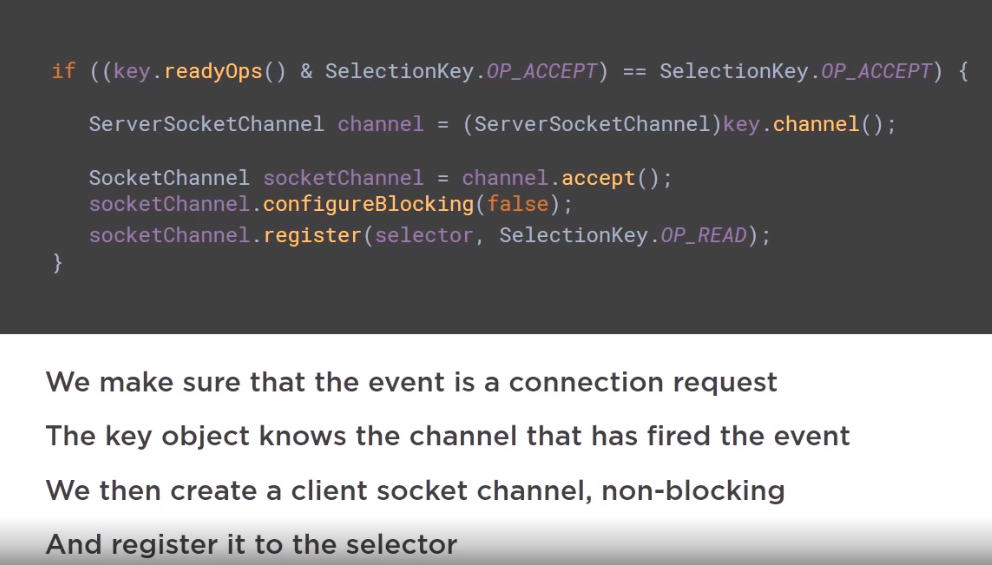 if ((key.readyOps() & SelectionKey.OP_ACCEPT) == SelectionKey.OP_ACCEPT) {
ServerSocketChannel channel = (ServerSocketChannel)key.channel();
SocketChannel socketChannel = channel.accept();
socketChannel.configureBlocking(false);
socketChannel.register(selector, SelectionKey.OP_READ);
}
We make sure that the event is a connection request
The key object knows the channel that has fired the event
We then create a client socket channel, non-blocking
And register it to the selector